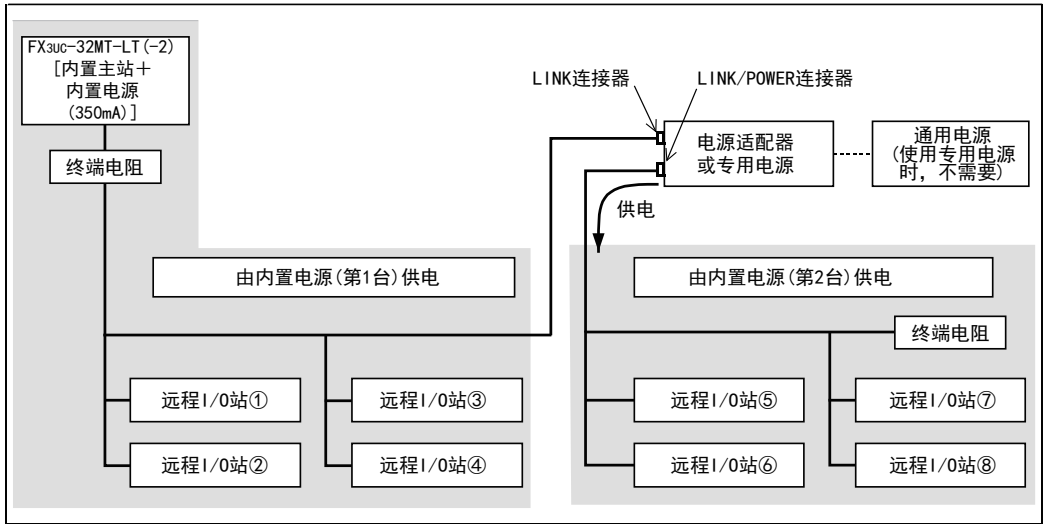 FX3UC-32MT-LT(-2)
[内置主站+
内置电源
(350mA)]
终端电阻
LINK连接器
LINK/POWER连接器
电源适配器
或专用电源
通用电源
(使用专用电源
时, 不需要)
供电
由内置电源(第1台)供电
由内置电源(第2台)供电
终端电阻
远程I/O站①
远程I/O站③
远程I/O站⑤
远程I/O站⑦
远程I/O站②
远程I/O站④
远程I/O站⑥
远程I/O站⑧